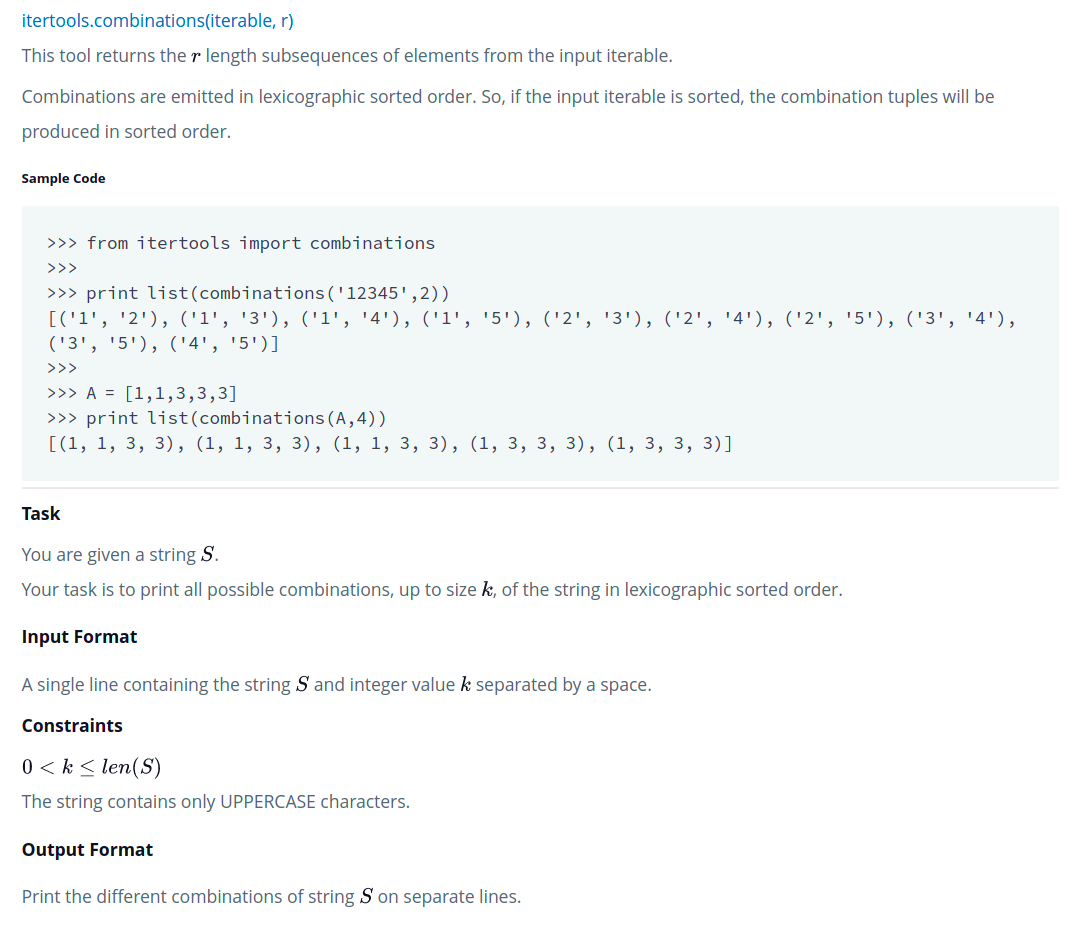 itertools.combinations(iterable, r)
This tool returns the r length subsequences of elements from the input iterable.
Combinations are emitted in lexicographic sorted order. So, if the input iterable is sorted, the combination tuples will be
produced in sorted order.
Sample Code
>>> from itertools import combinations
>>>
>>> print list(combinations('12345',2))
[('1', '2'), ('1', '3'), ('1', '4'), ('1', '5'), ('2', '3'), ('2', '4'), ('2', '5'), ('3', '4'),
('3', '5'), ('4', '5')]
>>>
>>> A = [1,1,3,3,3]
>>> print list(combinations(A,4))
[(1, 1, 3, 3), (1, 1, 3, 3), (1, 1, 3, 3), (1, 3, 3, 3), (1, 3, 3, 3)]
Task
You are given a string S.
Your task is to print all possible combinations, up to size k, of the string in lexicographic sorted order.
Input Format
A single line containing the string S and integer value k separated by a space.
Constraints
0 < k ≤ len(S)
The string contains only UPPERCASE characters.
Output Format
Print the different combinations of string S on separate lines.